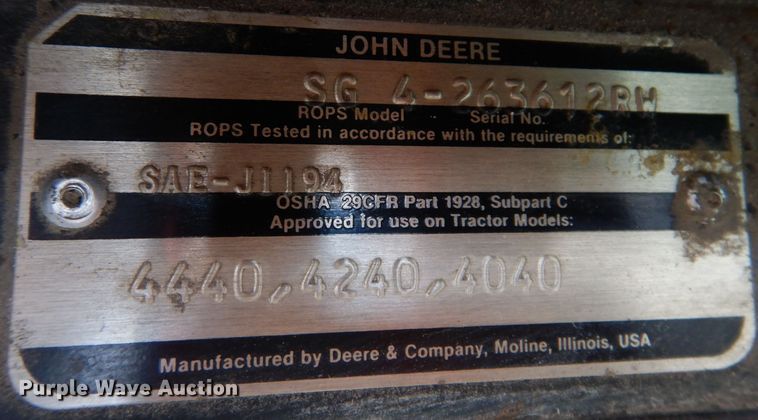 JOHN DEERE
SG 4-263612RW
ROPS Model Serial No.
ROPS Tested in accordance with the requirements of:
SAE-J1194
OSHA 29CFR Part 1928, Subpart C
Approved for use on Tractor Models:
4440,4240,4040
Manufactured by Deere & Company, Moline, Illinois, USA
Purple Wave Auction